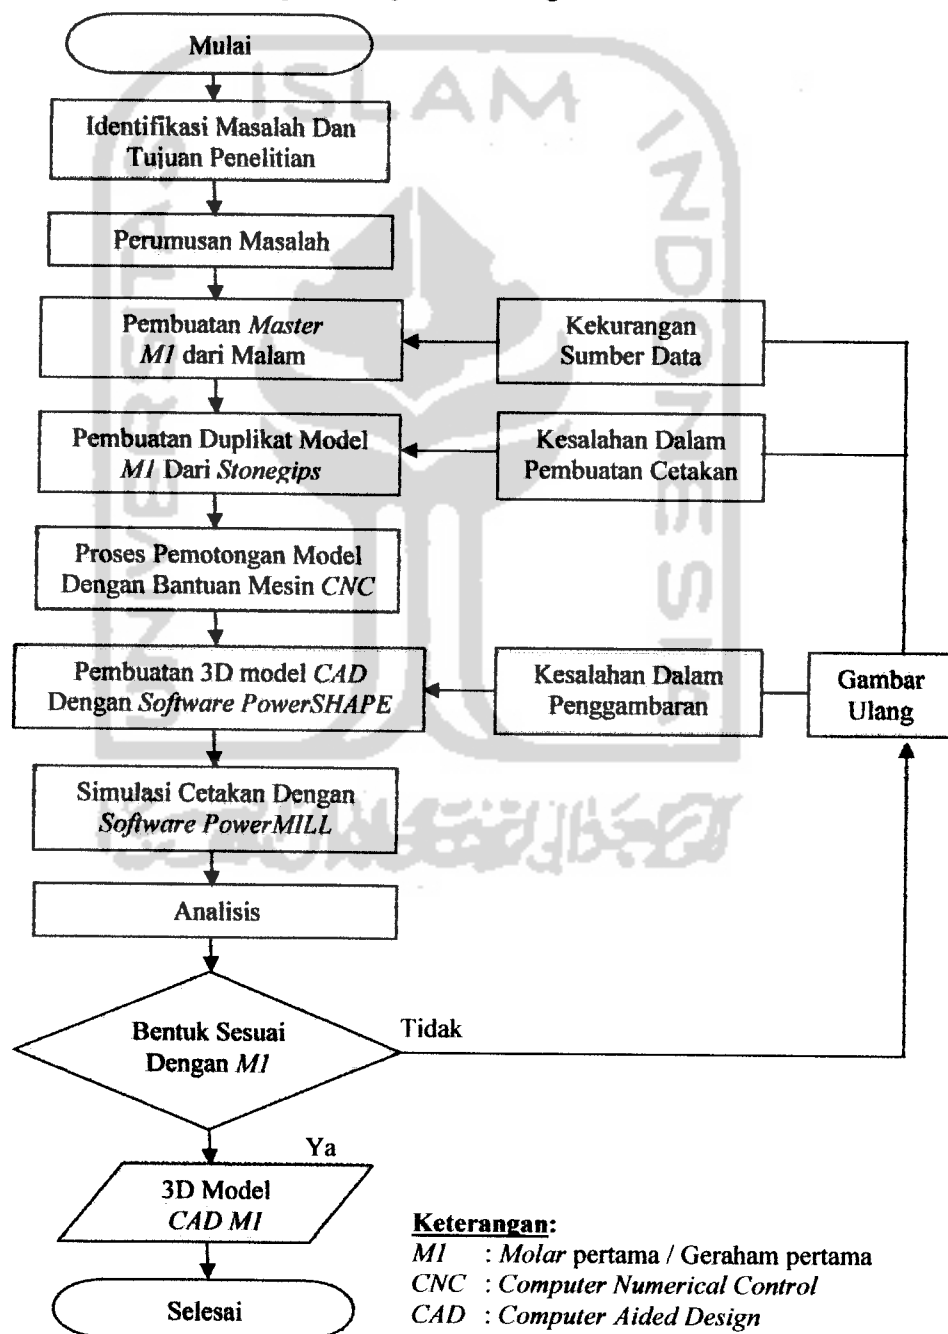 Mulai
Identifikasi Masalah Dan
Tujuan Penelitian
Perumusan Masalah
Pembuatan Master
M1 dari Malam
Kekurangan
Sumber Data
Pembuatan Duplikat Model
M1 Dari Stonegips
Kesalahan Dalam
Pembuatan Cetakan
Proses Pemotongan Model
Dengan Bantuan Mesin CNC
Pembuatan 3D model CAD
Dengan Software PowerSHAPE
Kesalahan Dalam
Penggambaran
Gambar
Ulang
Simulasi Cetakan Dengan
Software PowerMILL
Analisis
Bentuk Sesuai
Dengan M1
Tidak
Ya
3D Model
CAD M1
Selesai
Keterangan:
M1 : Molar pertama / Geraham pertama
CNC : Computer Numerical Control
CAD : Computer Aided Design
UNIVERSITAS
ISLAM
INDONESIA